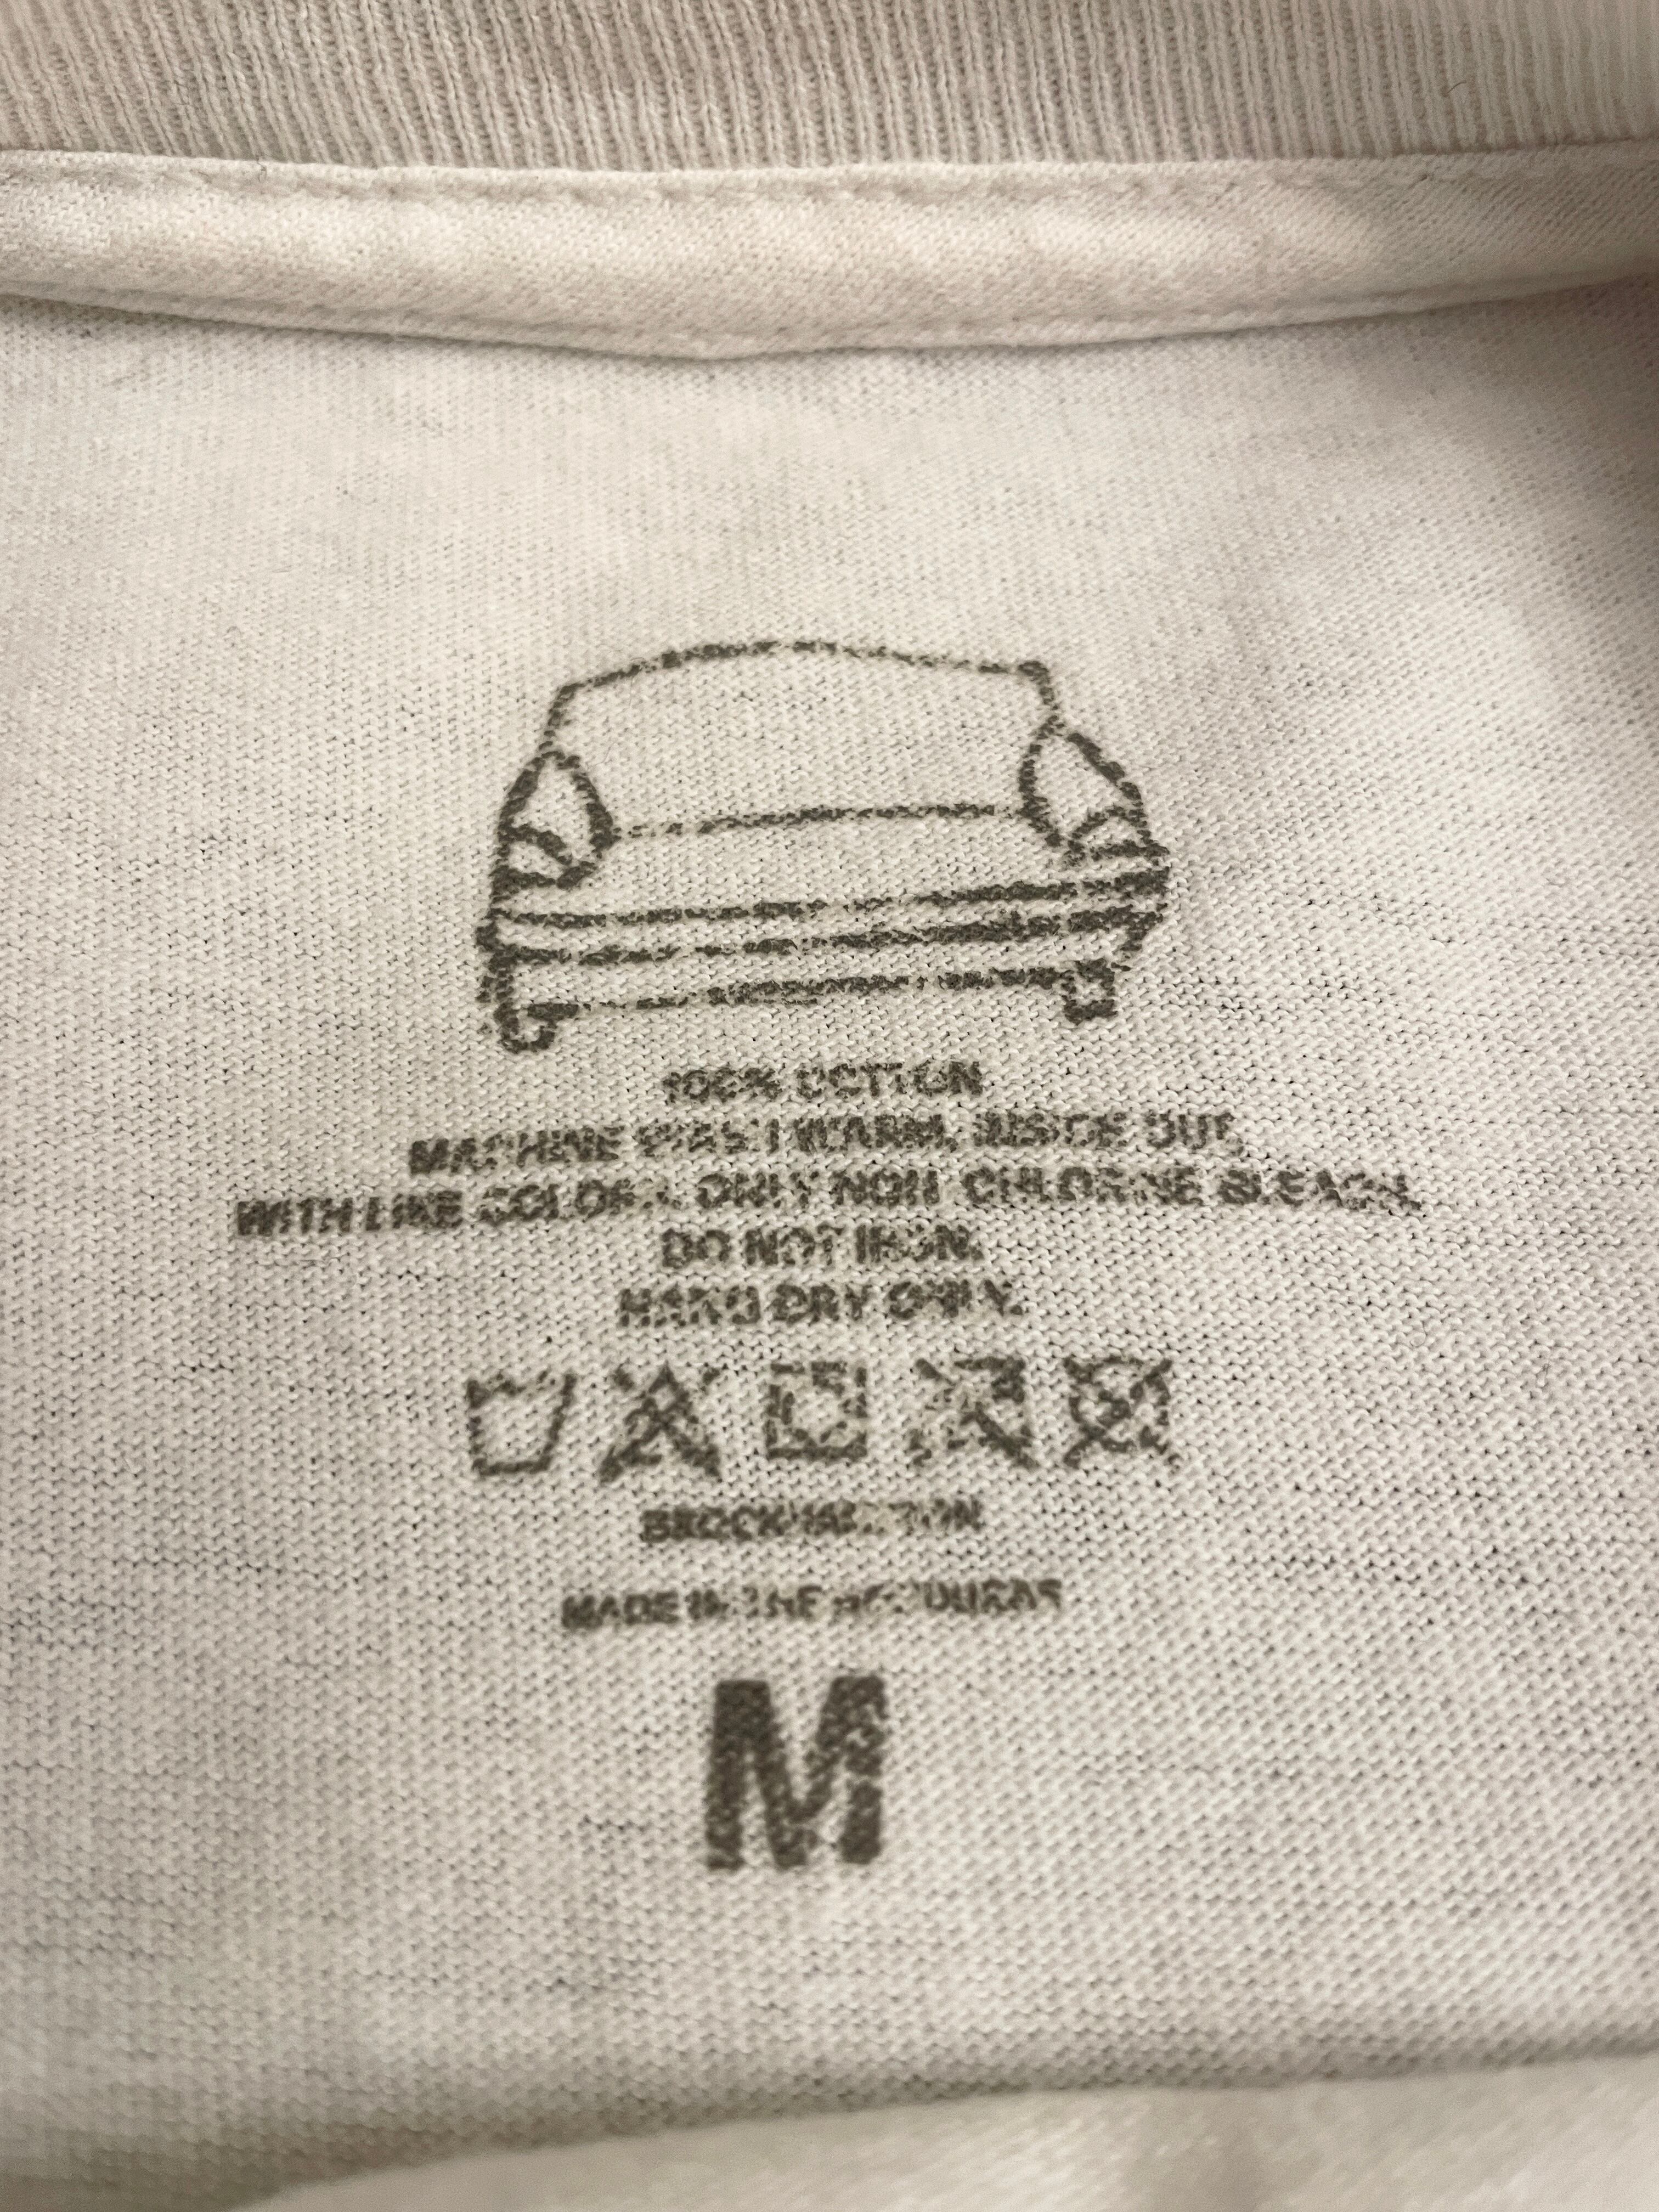 100% COTTON
MACHINE WASH WARM, INSIDE OUT,
WITH LIKE COLORS. ONLY NON-CHLORINE BLEACH.
DO NOT IRON.
HANG DRY ONLY.
MADE IN THE HONDURAS
M